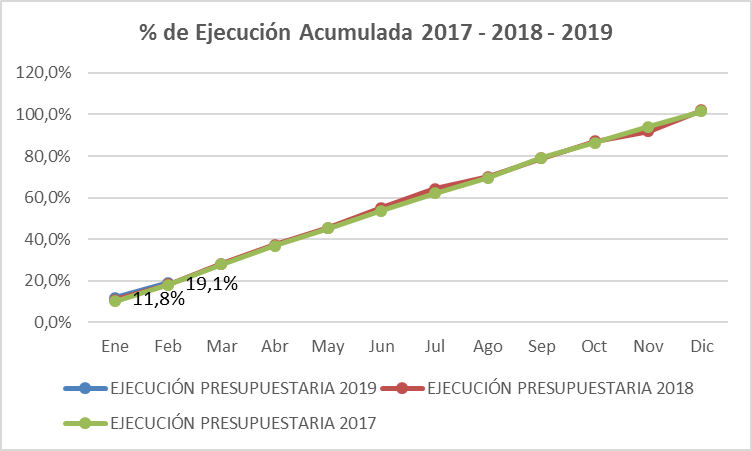 % de Ejecución Acumulada 2017 - 2018 - 2019
120,0%
100,0%
80,0%
60,0%
40,0%
20,0%
0,0%
19,1%
11,8%
Ene Feb Mar Abr May Jun Jul Ago Sep Oct Nov Dic
EJECUCIÓN PRESUPUESTARIA 2019 EJECUCIÓN PRESUPUESTARIA 2018
EJECUCIÓN PRESUPUESTARIA 2017